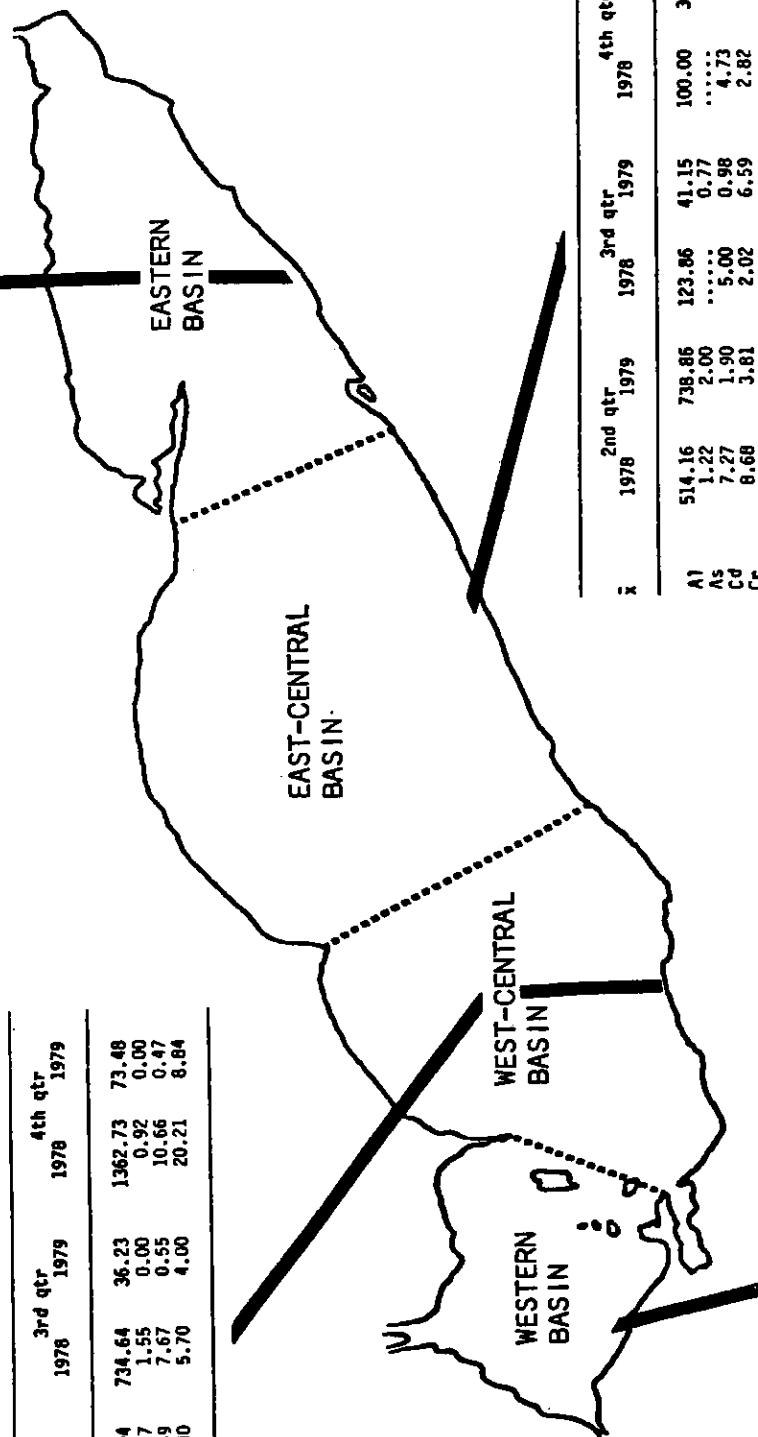 3rd qtr 4th qtr
1978 1979 1978 1979
734.64 36.23 1362.73 73.48
1.55 0.00 0.92 0.00
7.67 0.55 10.66 0.47
5.70 4.00 20.21 8.84
EASTERN
BASIN
EAST-CENTRAL
BASIN
WEST-CENTRAL
BASIN
WESTERN
BASIN
2nd qtr 3rd qtr 4th qt
x̄ 1978 1979 1978 1979 1978
Al 514.16 738.86 123.86 41.15 100.00 3
As 1.22 2.00 ...... 0.77 ......
Cd 7.27 1.90 5.00 0.98 4.73
Cr 8.68 3.81 2.02 6.59 2.82